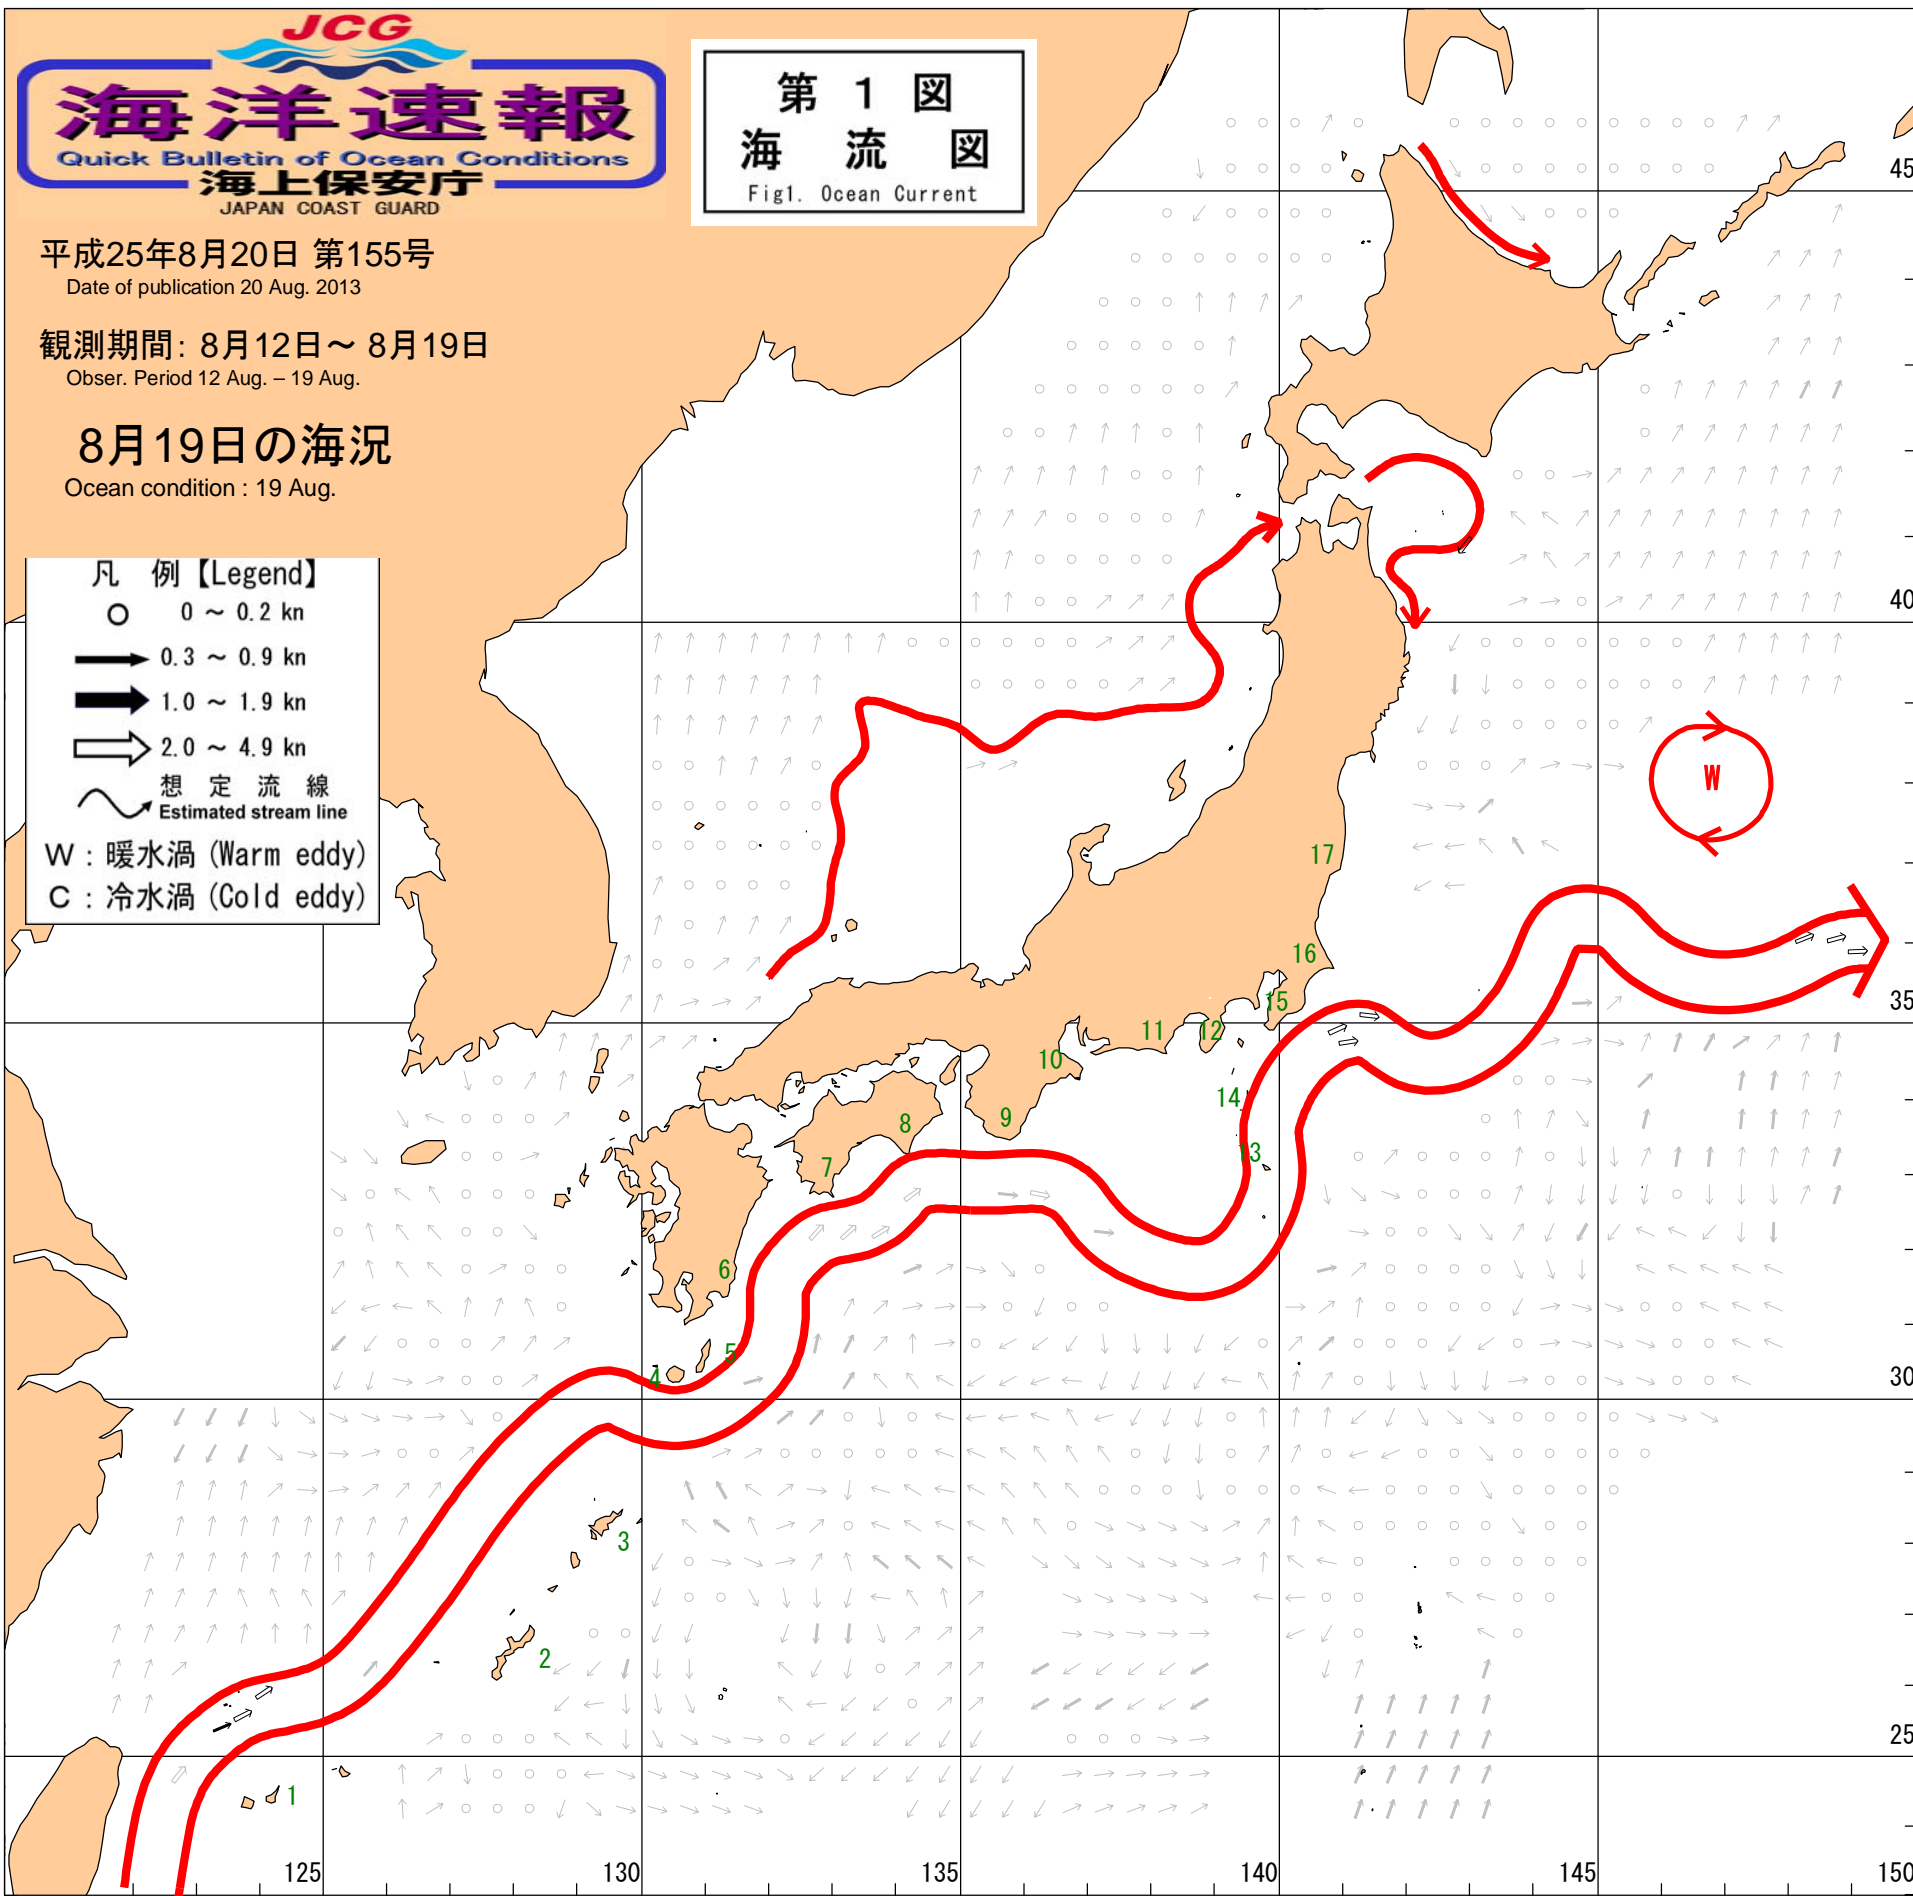 JCG
海洋速報
Quick Bulletin of Ocean Conditions
海上保安庁
JAPAN COAST GUARD
第 1 図
海 流 図
Fig1. Ocean Current
平成25年8月20日 第155号
Date of publication 20 Aug. 2013
観測期間: 8月12日～ 8月19日
Obser. Period 12 Aug. – 19 Aug.
8月19日の海況
Ocean condition : 19 Aug.
凡 例【Legend】
0 ～ 0.2 kn
0.3 ～ 0.9 kn
1.0 ～ 1.9 kn
2.0 ～ 4.9 kn
想 定 流 線
Estimated stream line
W : 暖水渦 (Warm eddy)
C : 冷水渦 (Cold eddy)
45
40
W
17
16
35
15
14
13
12
11
10
9
8
7
6
5
4
30
3
2
25
1
125
130
135
140
145
150